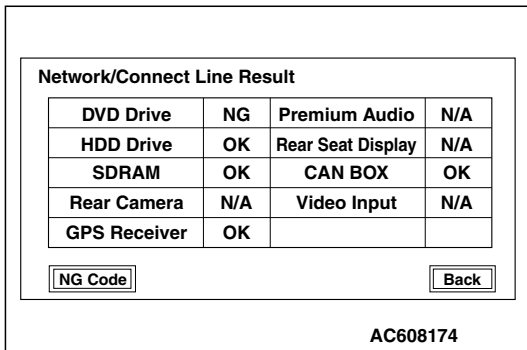 Network/Connect Line Result
DVD Drive NG Premium Audio N/A
HDD Drive OK Rear Seat Display N/A
SDRAM OK CAN BOX OK
Rear Camera N/A Video Input N/A
GPS Receiver OK
NG Code Back
AC608174